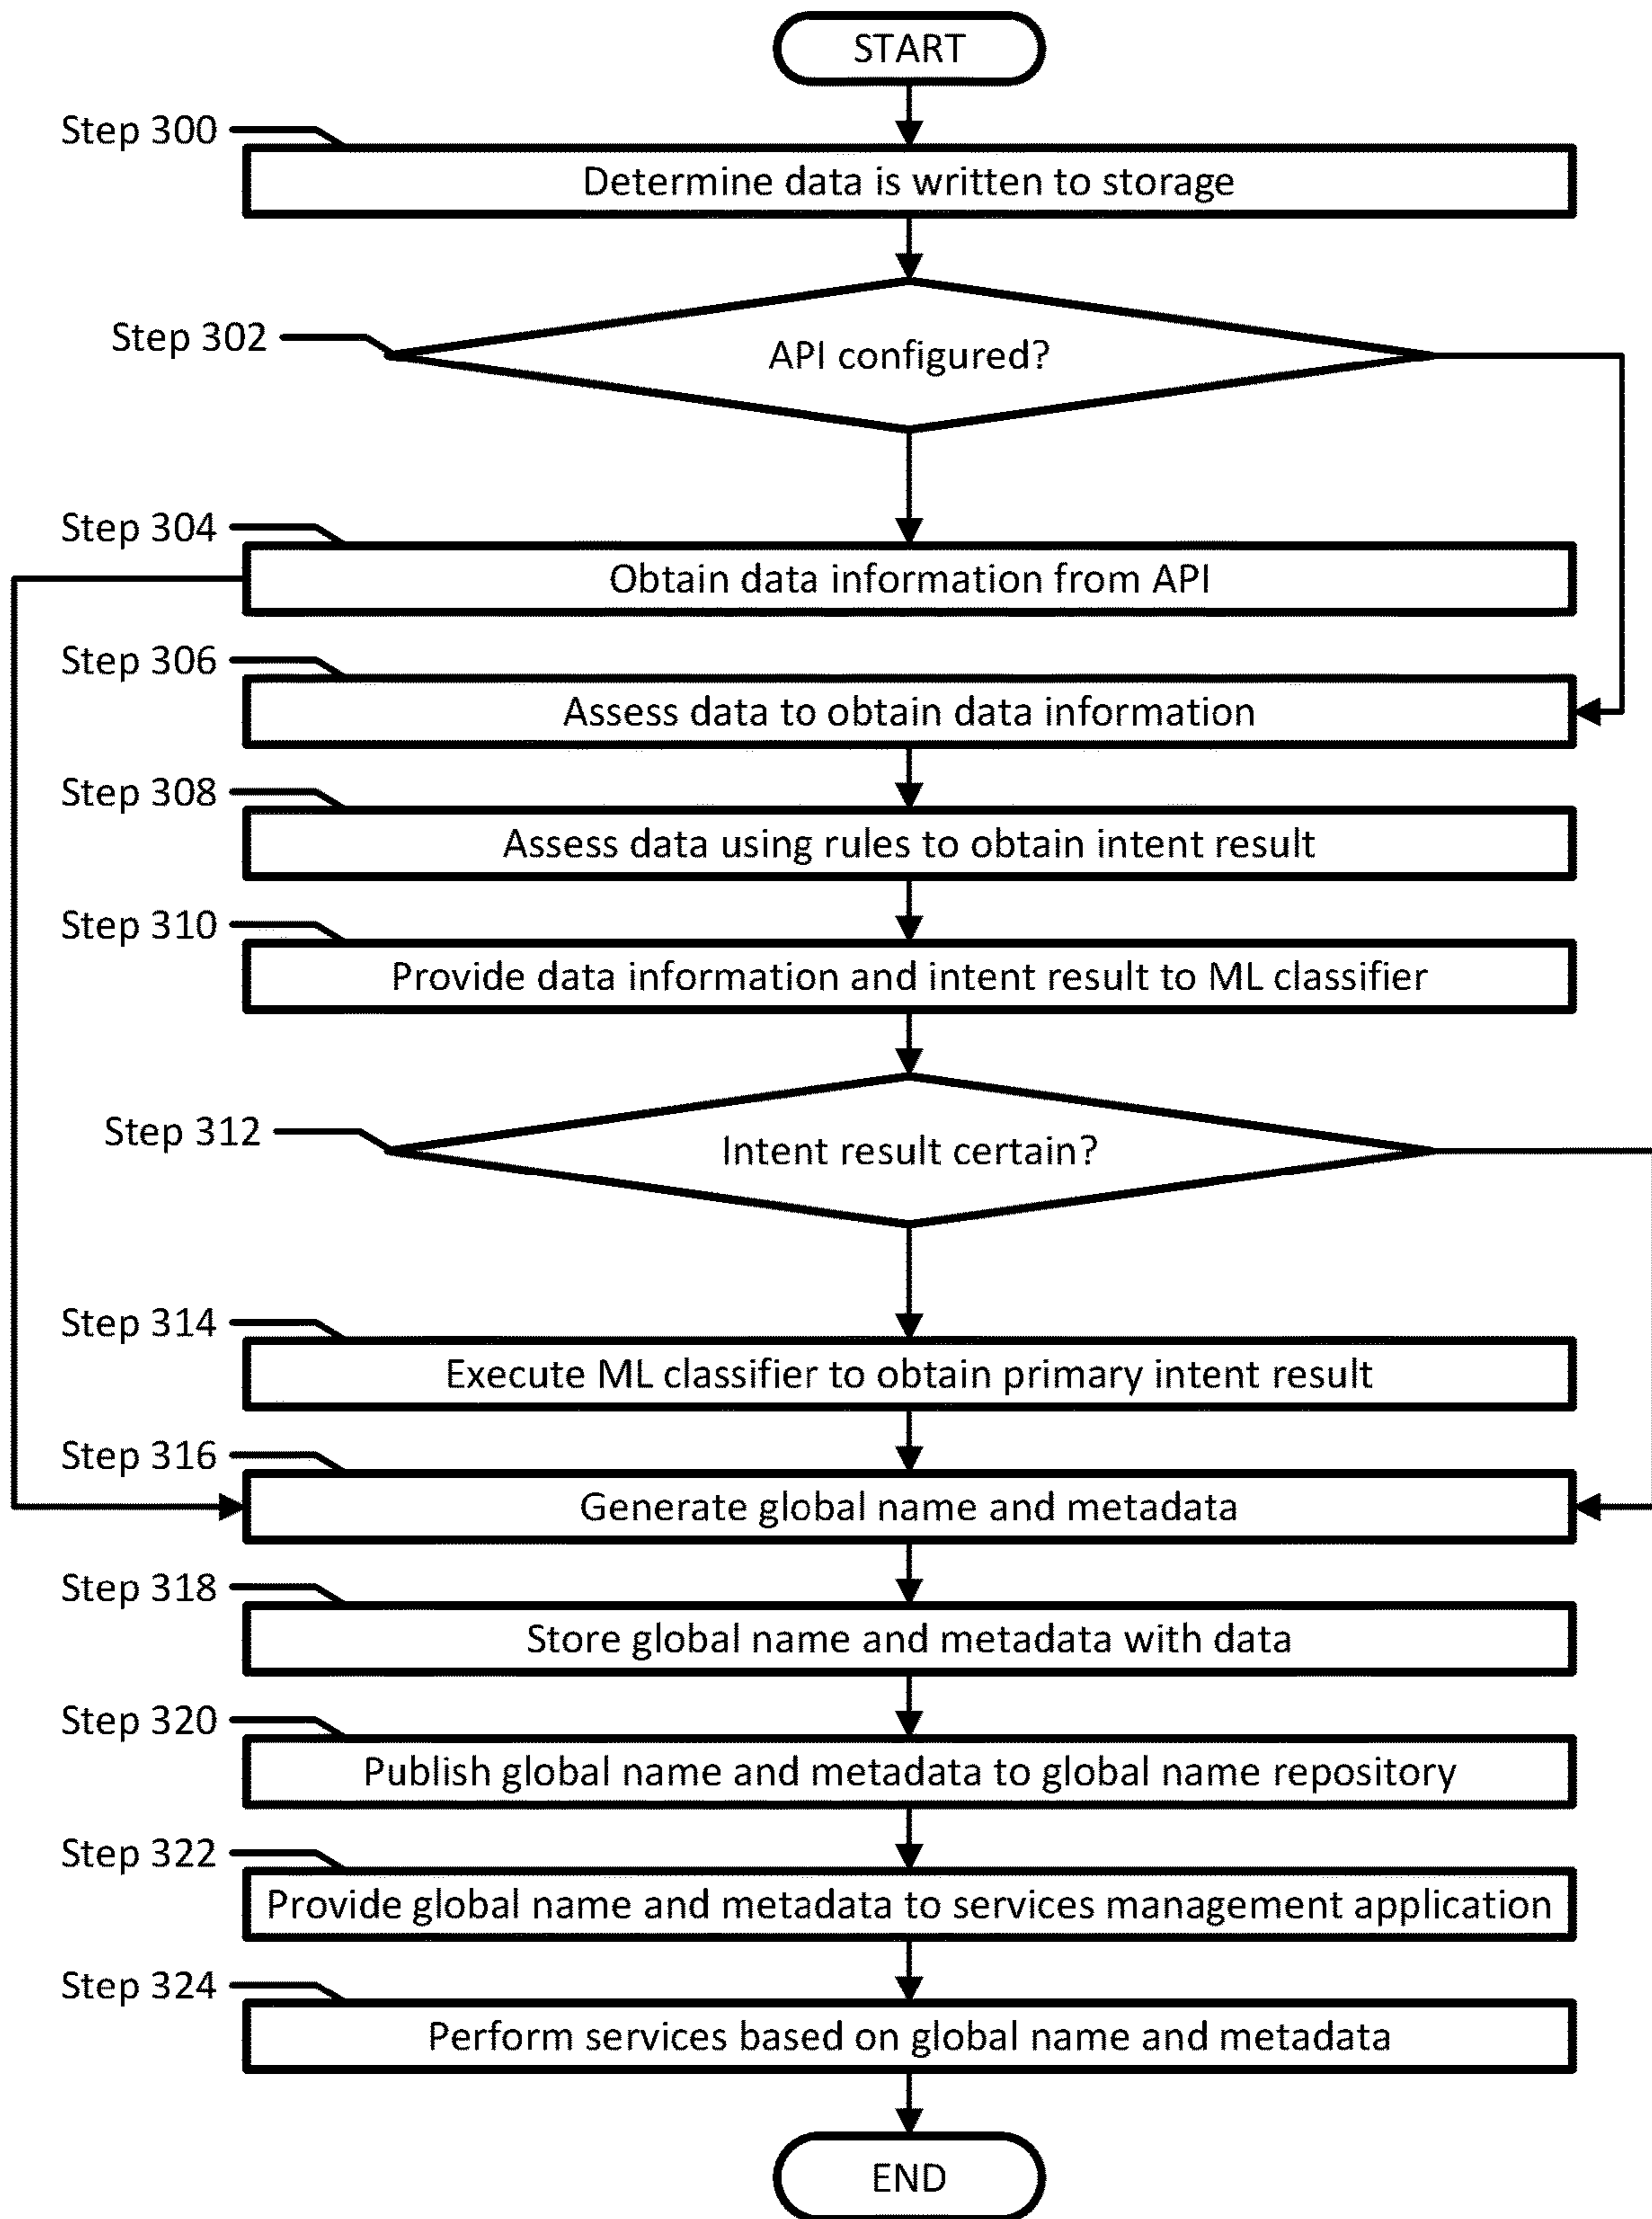 START
Step 300
Determine data is written to storage
Step 302
API configured?
Step 304
Obtain data information from API
Step 306
Assess data to obtain data information
Step 308
Assess data using rules to obtain intent result
Step 310
Provide data information and intent result to ML classifier
Step 312
Intent result certain?
Step 314
Execute ML classifier to obtain primary intent result
Step 316
Generate global name and metadata
Step 318
Store global name and metadata with data
Step 320
Publish global name and metadata to global name repository
Step 322
Provide global name and metadata to services management application
Step 324
Perform services based on global name and metadata
END